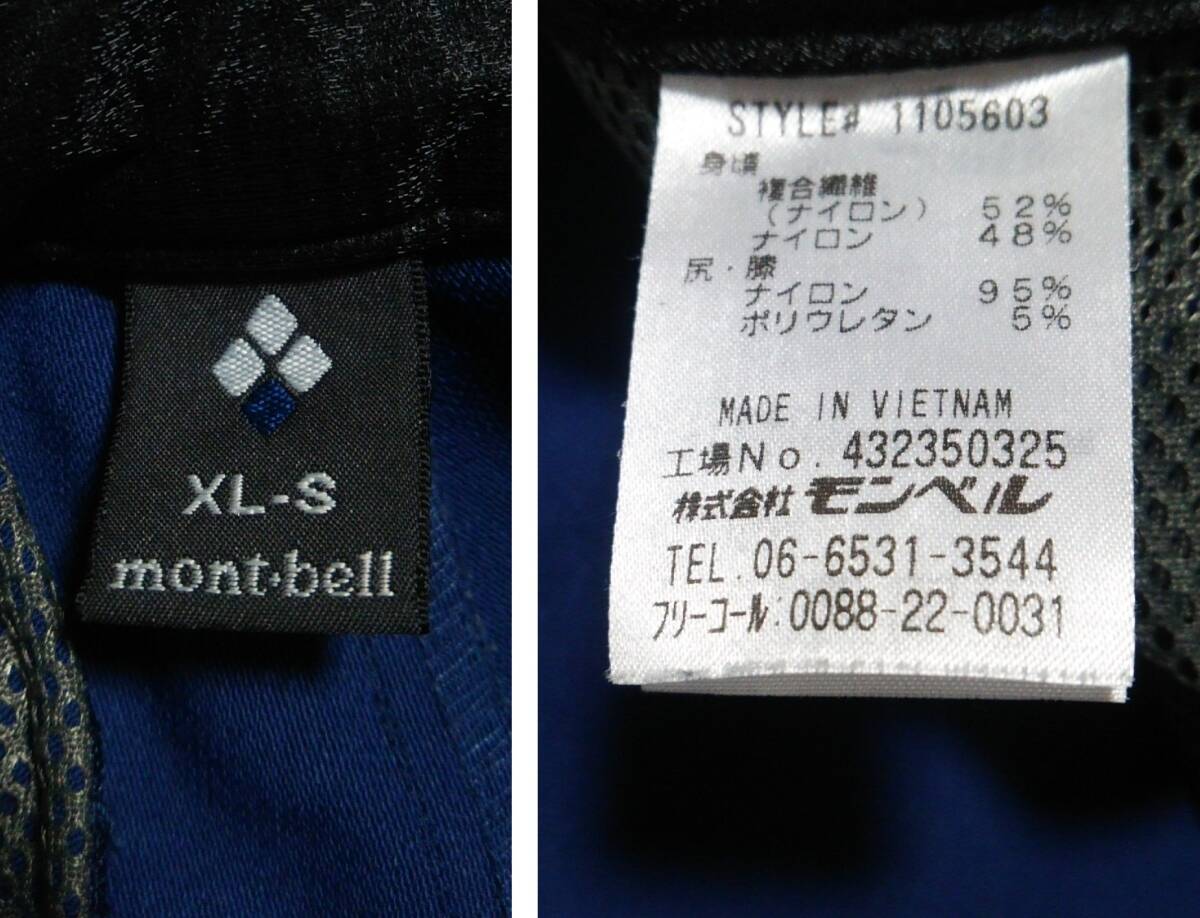 XL-S
mont-bell
STYLE# 1105603
身頃
複合繊維
(ナイロン) 52%
ナイロン 48%
尻・膝
ナイロン 95%
ポリウレタン 5%
MADE IN VIETNAM
工場No. 432350325
株式会社 モンベル
TEL.06-6531-3544
フリーコール:0088-22-0031